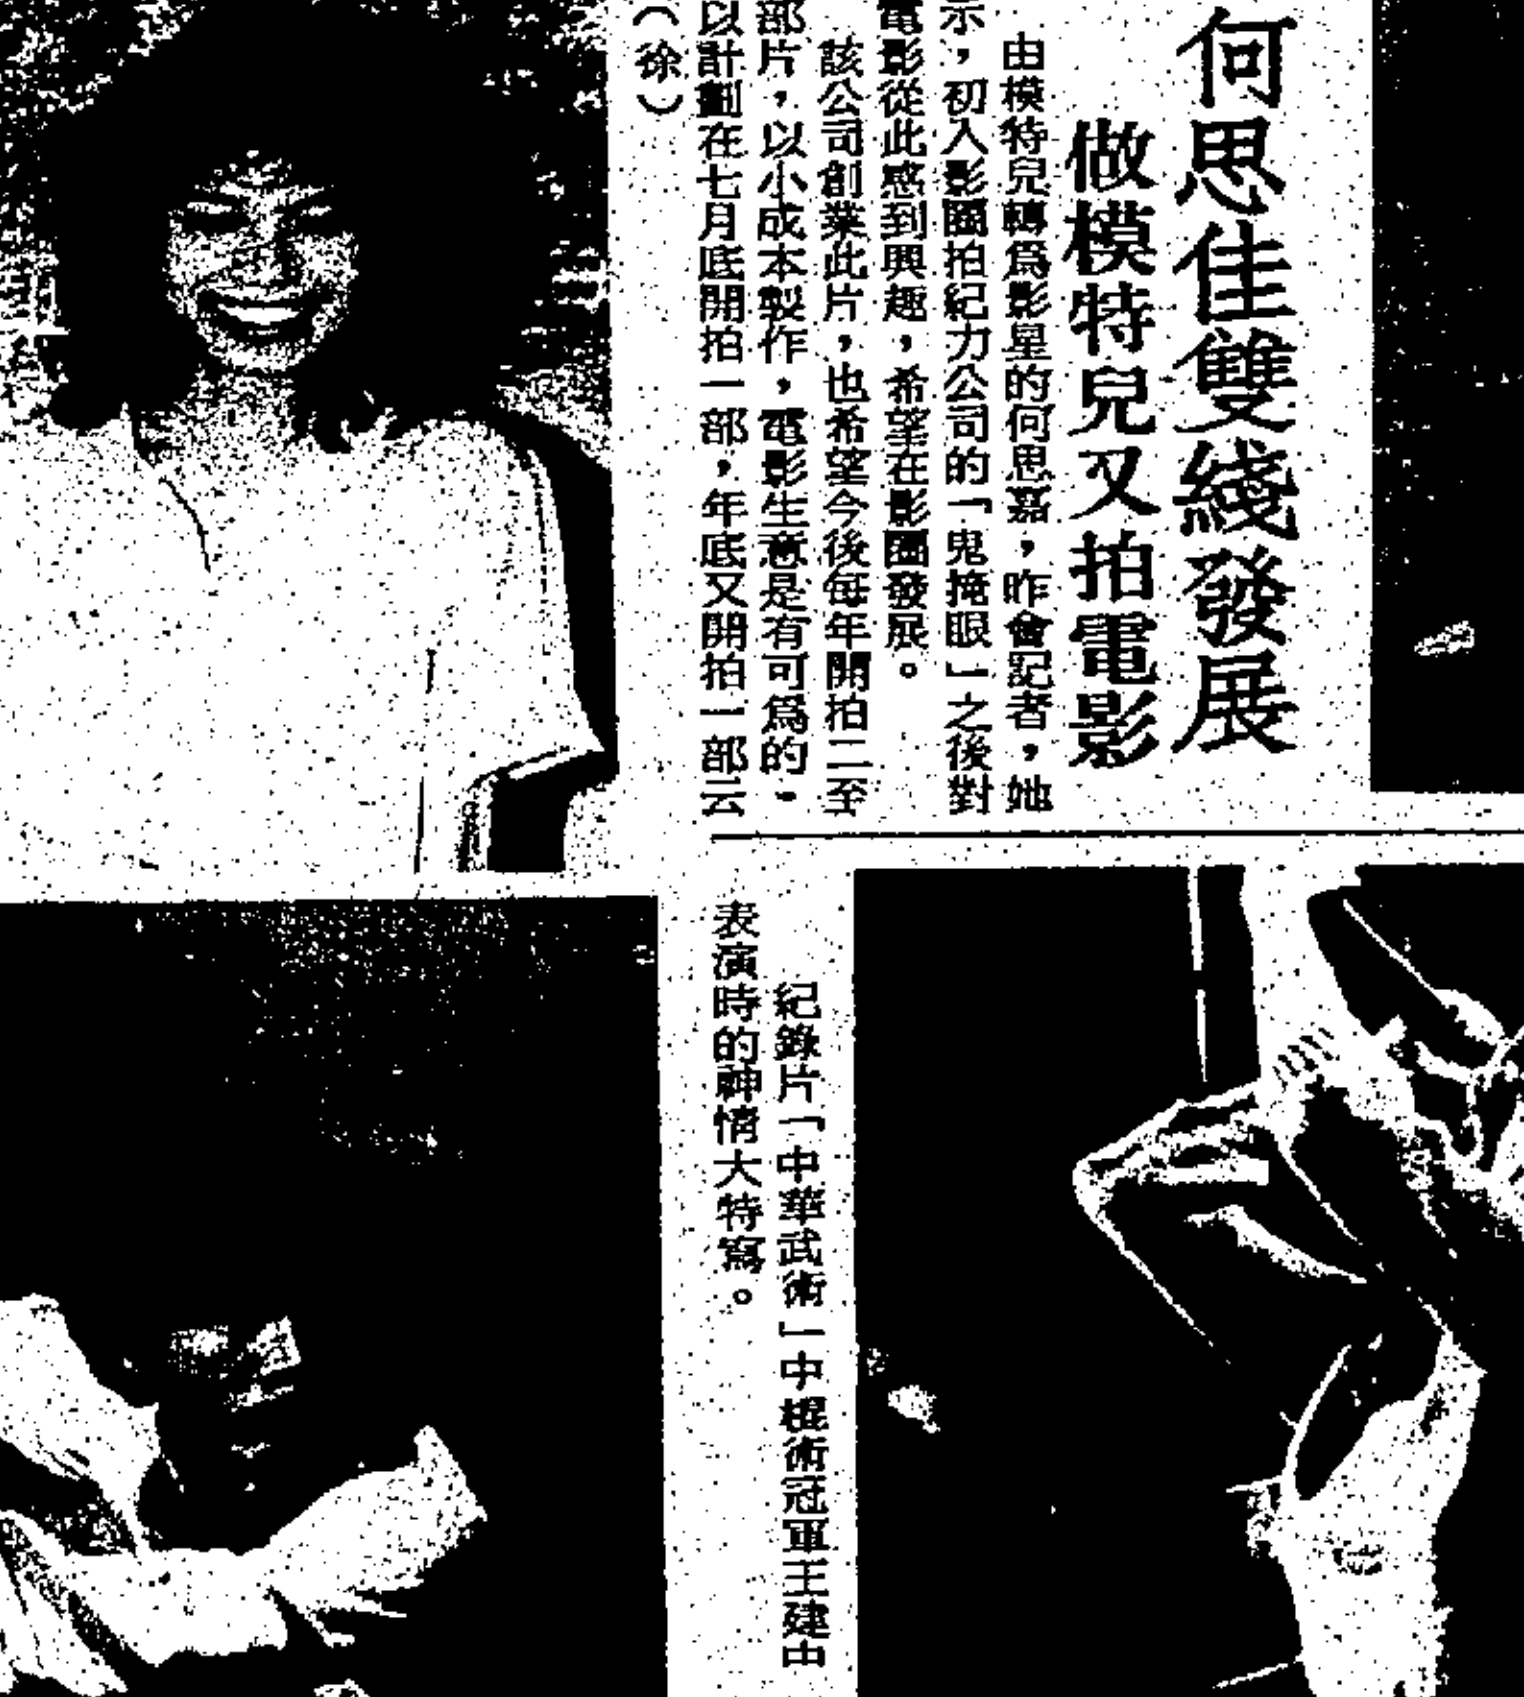 何思佳雙綫發展
做模特兒又拍電影
由模特兒轉爲影星的何思嘉，昨會記者，她
示，初入影圈拍紀力公司的「鬼掩眼」之後對
電影從此感到興趣，希望在影圈發展。
該公司創業此片，也希望今後每年開拍二至
部片，以小成本製作，電影生意是有可爲的，
以計劃在七月底開拍一部，年底又開拍一部云
（徐）
紀錄片「中華武術」中棍術冠軍王建由
表演時的神情大特寫。